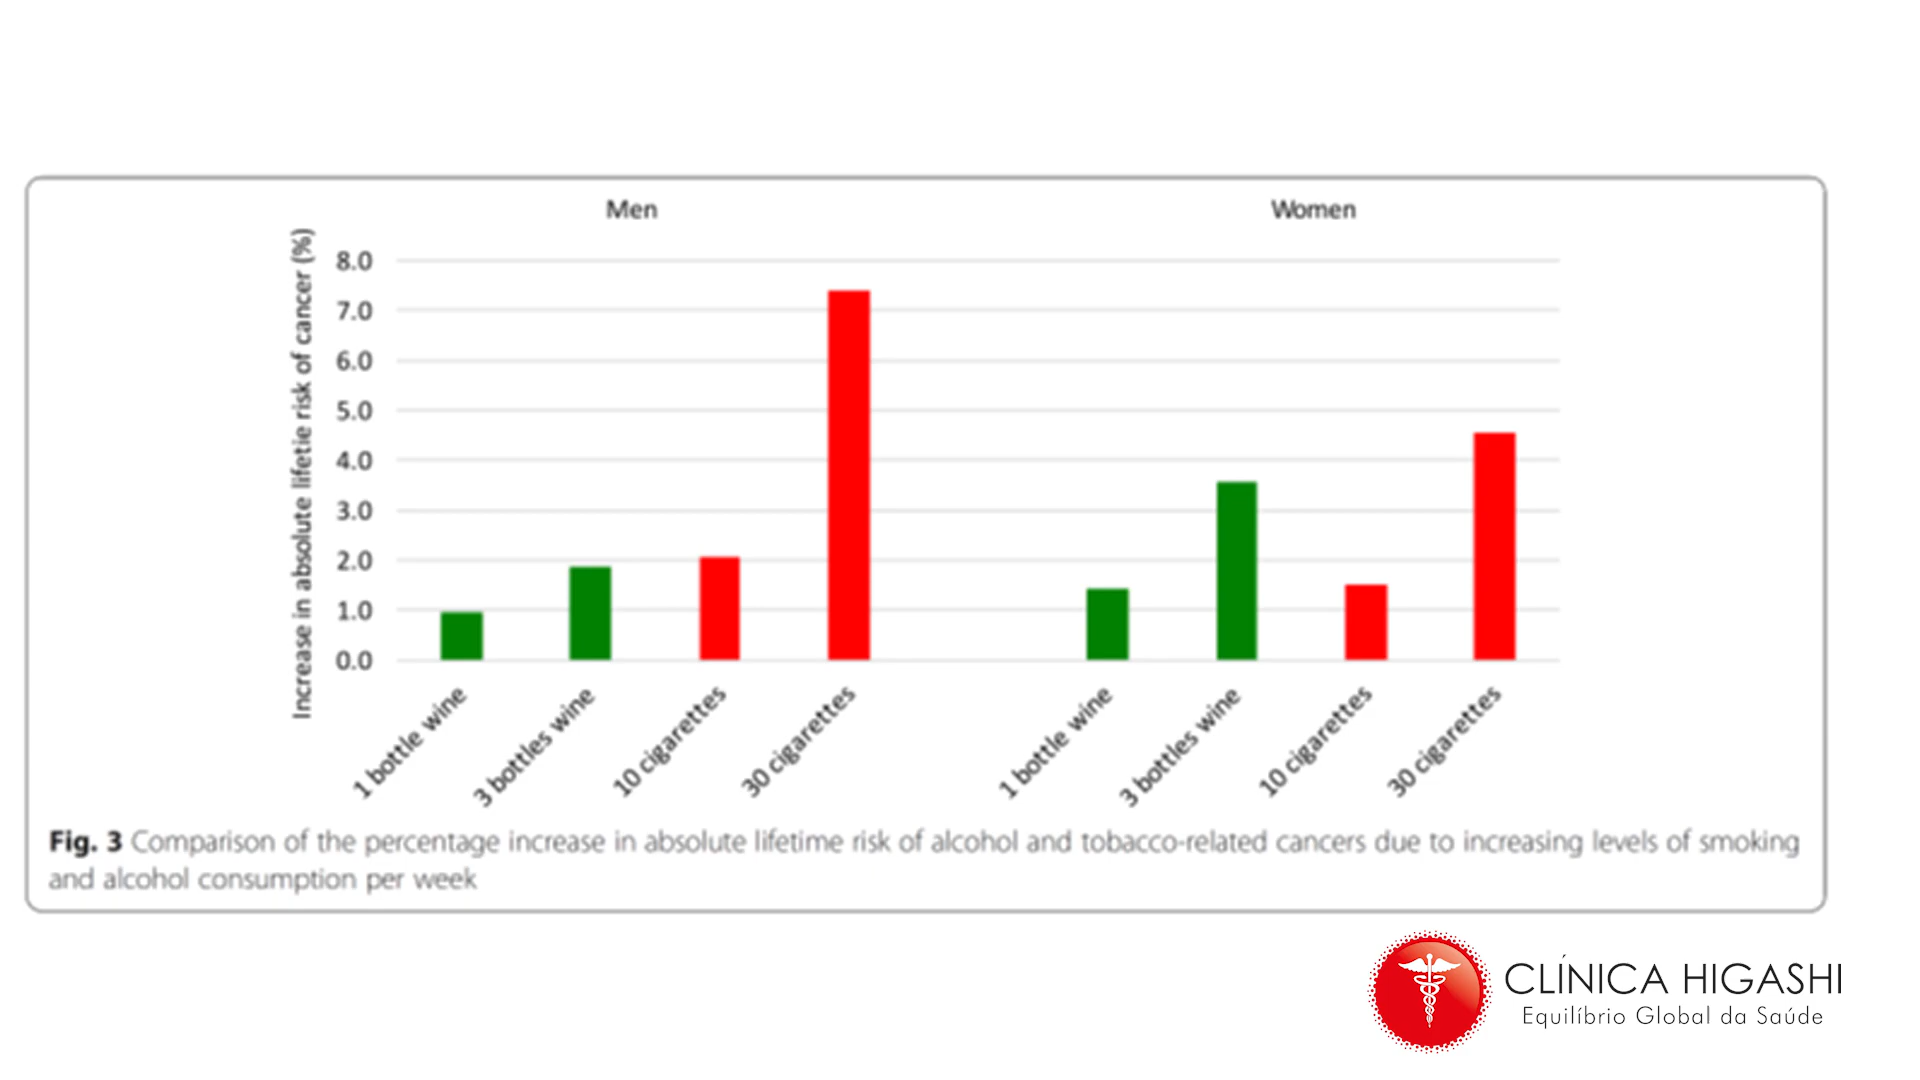 Men
Women
Increase in absolute lifetie risk of cancer (%)
8.0
7.0
6.0
5.0
4.0
3.0
2.0
1.0
0.0
1 bottle wine
3 bottles wine
10 cigarettes
30 cigarettes
1 bottle wine
3 bottles wine
10 cigarettes
30 cigarettes
Fig. 3 Comparison of the percentage increase in absolute lifetime risk of alcohol and tobacco-related cancers due to increasing levels of smoking
and alcohol consumption per week
CLÍNICA HIGASHI
Equilíbrio Global da Saúde